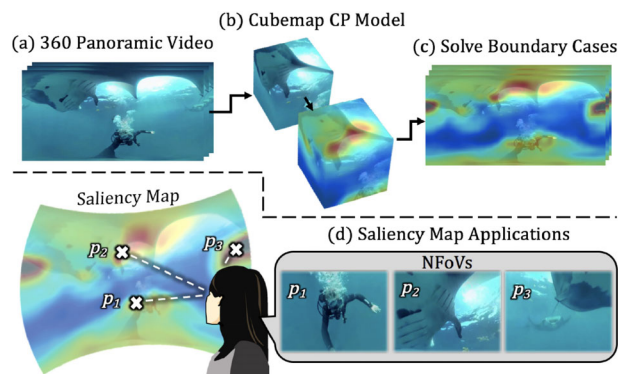 (b) Cubemap CP Model
(a) 360 Panoramic Video
(c) Solve Boundary Cases
Saliency Map
p2
p3
p1
(d) Saliency Map Applications
NFoVs
p1
p2
p3